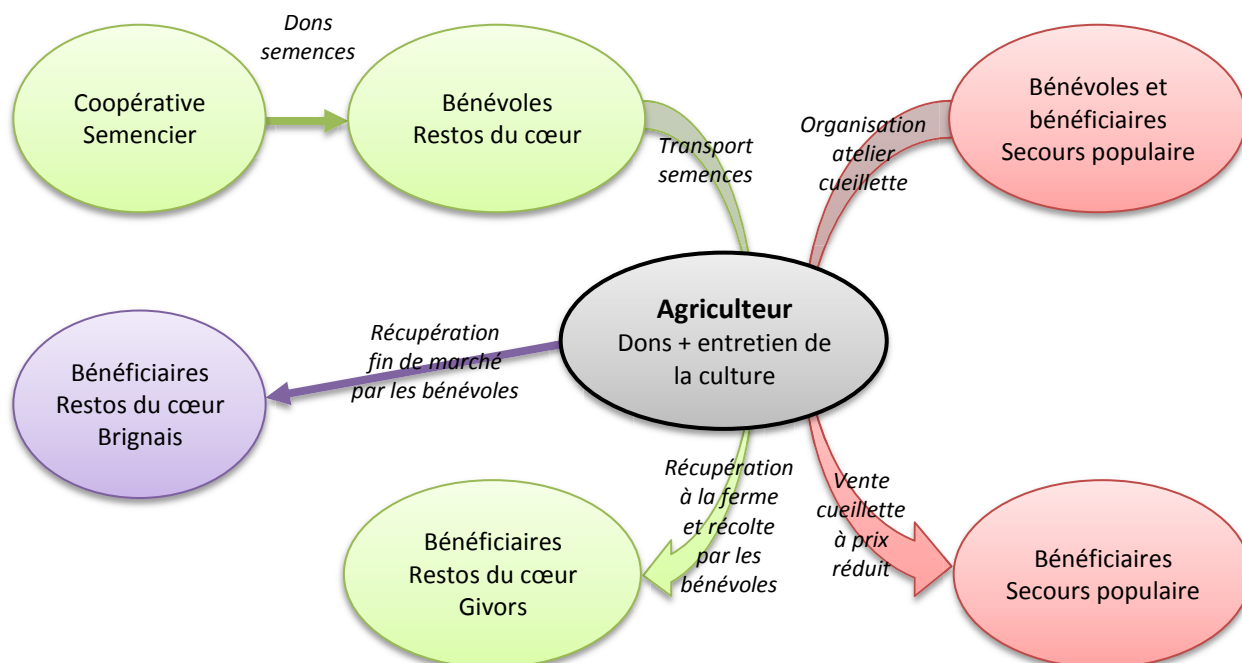 Dons
semences
Coopérative
Semencier
Bénévoles
Restos du cœur
Transport
semences
Organisation
atelier
cueillette
Bénévoles et
bénéficiaires
Secours populaire
Agriculteur
Dons + entretien de
la culture
Récupération
fin de marché
par les bénévoles
Bénéficiaires
Restos du cœur
Brignais
Récupération
à la ferme
et récolte
par les
bénévoles
Vente
cueillette
à prix
réduit
Bénéficiaires
Restos du cœur
Givors
Bénéficiaires
Secours populaire